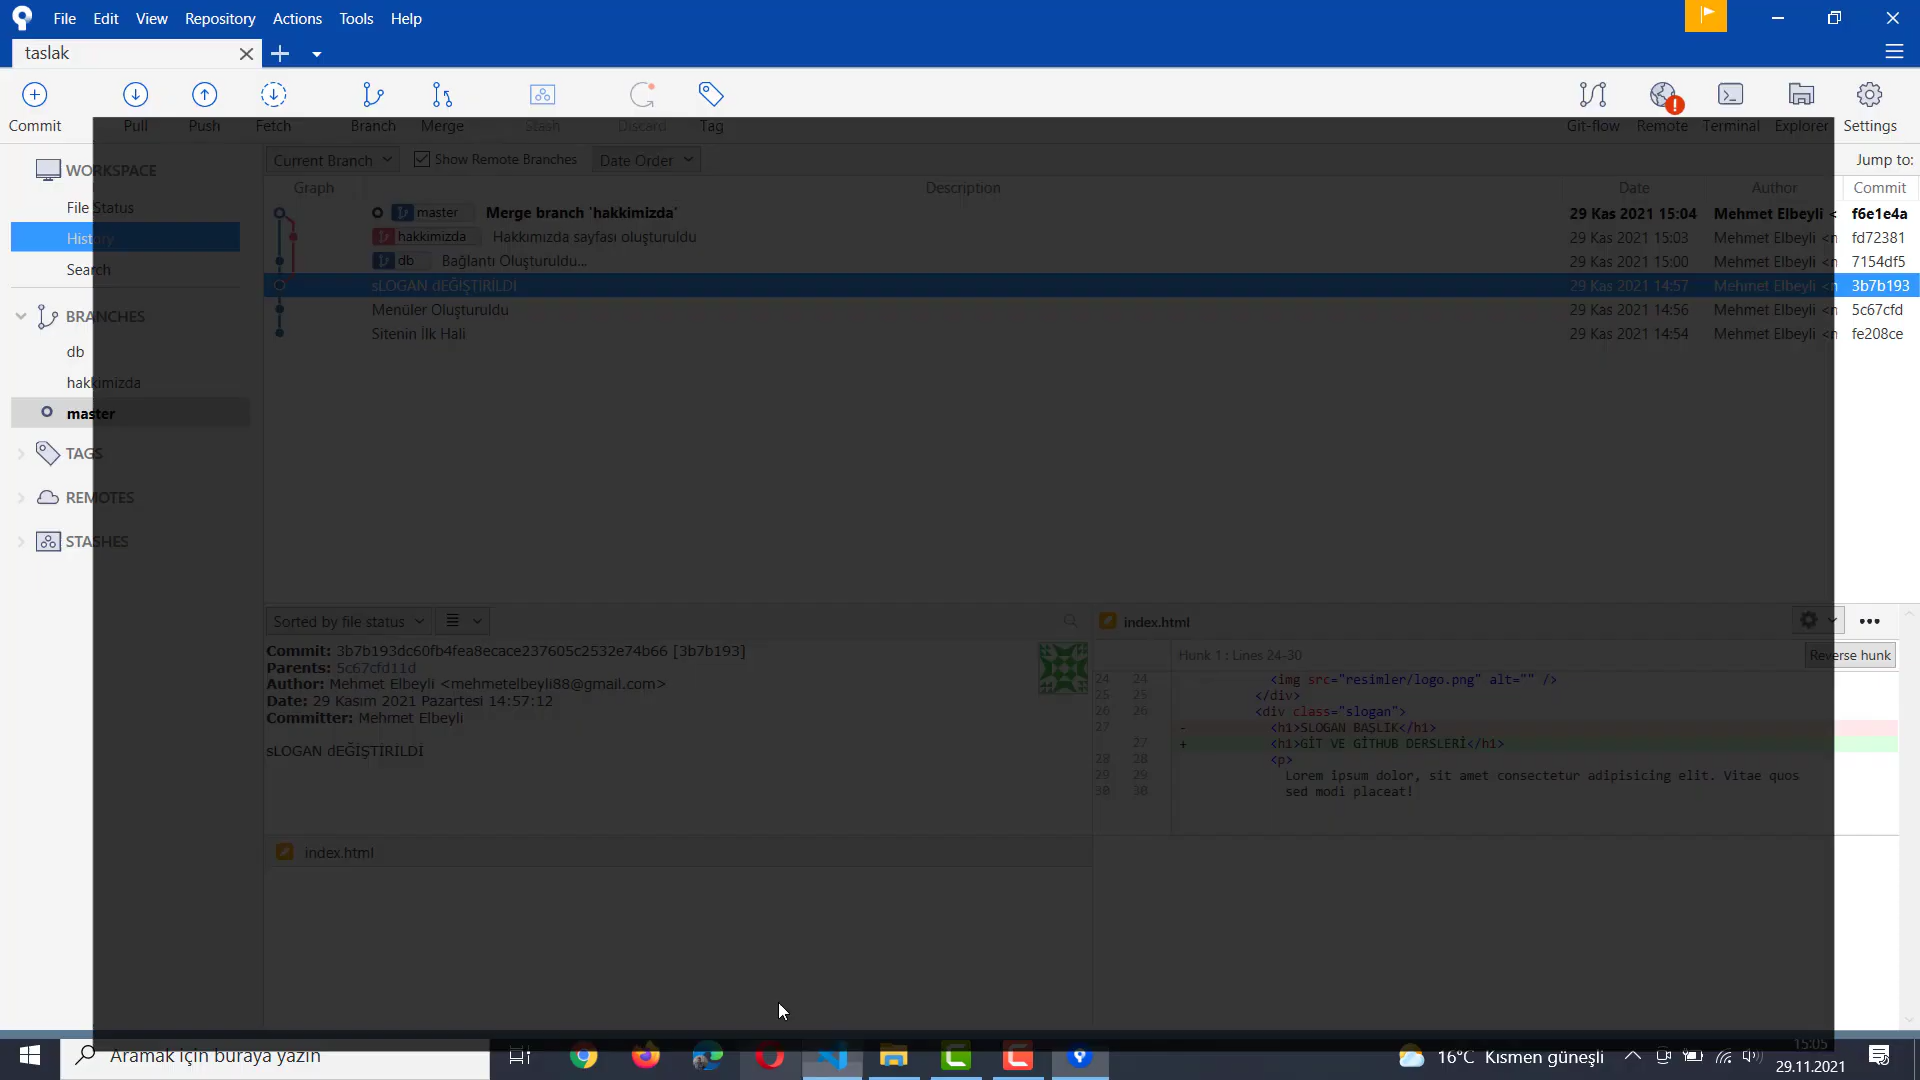 File Edit View Repository Actions Tools Help
taslak
Commit Pull Push Fetch Branch Merge Stash Discard Tag Git-flow Remote Terminal Explorer Settings
WORKSPACE
File Status
History
Search
BRANCHES
db
hakkimizda
master
TAGS
REMOTES
STASHES
Current Branch Show Remote Branches Date Order Jump to:
Graph Description Date Author Commit
master Merge branch 'hakkimizda' 29 Kas 2021 15:04 Mehmet Elbeyli < f6e1e4a
hakkimizda Hakkımızda sayfası oluşturuldu 29 Kas 2021 15:03 Mehmet Elbeyli <n fd72381
db Bağlantı Oluşturuldu... 29 Kas 2021 15:00 Mehmet Elbeyli <n 7154df5
sLOGAN dEĞİŞTİRİLDİ 29 Kas 2021 14:57 Mehmet Elbeyli <n 3b7b193
Menüler Oluşturuldu 29 Kas 2021 14:56 Mehmet Elbeyli <n 5c67cfd
Sitenin İlk Hali 29 Kas 2021 14:54 Mehmet Elbeyli <n fe208ce
Sorted by file status
Commit: 3b7b193dc60fb4fea8ecace237605c2532e74b66 [3b7b193]
Parents: 5c67cfd11d
Author: Mehmet Elbeyli <mehmetelbeyli88@gmail.com>
Date: 29 Kasım 2021 Pazartesi 14:57:12
Committer: Mehmet Elbeyli
sLOGAN dEĞİŞTİRİLDİ
index.html
index.html
Hunk 1 : Lines 24-30 Reverse hunk
24 24 <img src="resimler/logo.png" alt="" />
25 25 </div>
26 26 <div class="slogan">
27 - <h1>SLOGAN BAŞLIK</h1>
27 + <h1>GİT VE GİTHUB DERSLERİ</h1>
28 28 <p>
29 29 Lorem ipsum dolor, sit amet consectetur adipisicing elit. Vitae quos
30 30 sed modi placeat!
Aramak için buraya yazın
16°C Kısmen güneşli
15:05
29.11.2021